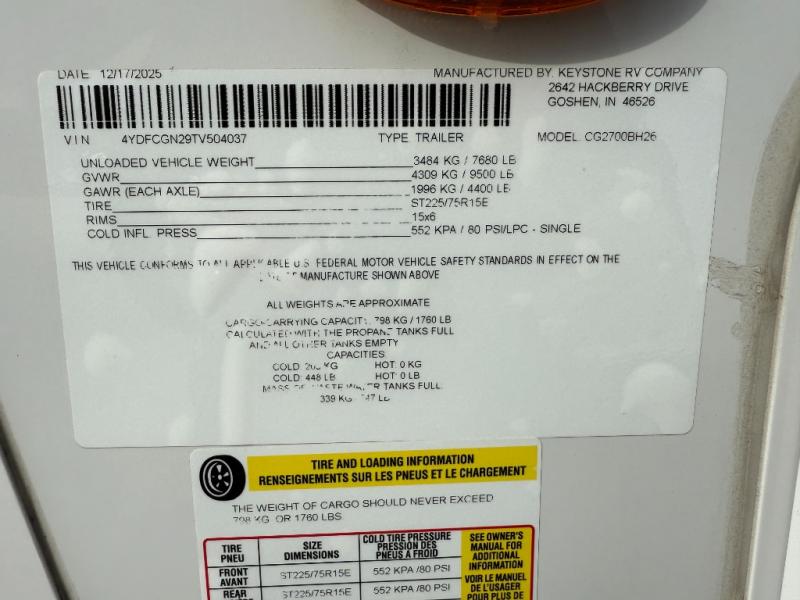 DATE 12/17/2025 MANUFACTURED BY: KEYSTONE RV COMPANY
2642 HACKBERRY DRIVE
GOSHEN, IN 46526
VIN 4YDFCGN29TV504037 TYPE TRAILER MODEL CG2700BH26
UNLOADED VEHICLE WEIGHT 3484 KG / 7680 LB
GVWR 4309 KG / 9500 LB
GAWR (EACH AXLE) 1996 KG / 4400 LB
TIRE ST225/75R15E
RIMS 15x6
COLD INFL. PRESS 552 KPA / 80 PSI/LPC - SINGLE
THIS VEHICLE CONFORMS TO ALL APPLICABLE U.S. FEDERAL MOTOR VEHICLE SAFETY STANDARDS IN EFFECT ON THE
DATE OF MANUFACTURE SHOWN ABOVE
ALL WEIGHTS ARE APPROXIMATE
CARGO CARRYING CAPACITY: 798 KG / 1760 LB
CALCULATED WITH THE PROPANE TANKS FULL
AND ALL OTHER TANKS EMPTY
CAPACITIES
COLD: KG HOT: 0 KG
COLD: 448 LB HOT: 0 LB
MASS OF WASTE WATER TANKS FULL:
339 KG LB
TIRE AND LOADING INFORMATION
RENSEIGNEMENTS SUR LES PNEUS ET LE CHARGEMENT
THE WEIGHT OF CARGO SHOULD NEVER EXCEED
798 KG OR 1760 LBS
TIRE
PNEU
SIZE
DIMENSIONS
COLD TIRE PRESSURE
PRESSION DES
PNEUS A FROID
SEE OWNER'S
MANUAL FOR
ADDITIONAL
INFORMATION
VOIR LE MANUEL
DE L'USAGER
POUR PLUS DE
FRONT
AVANT
ST225/75R15E
552 KPA /80 PSI
REAR
ST225/75R15E
552 KPA /80 PSI